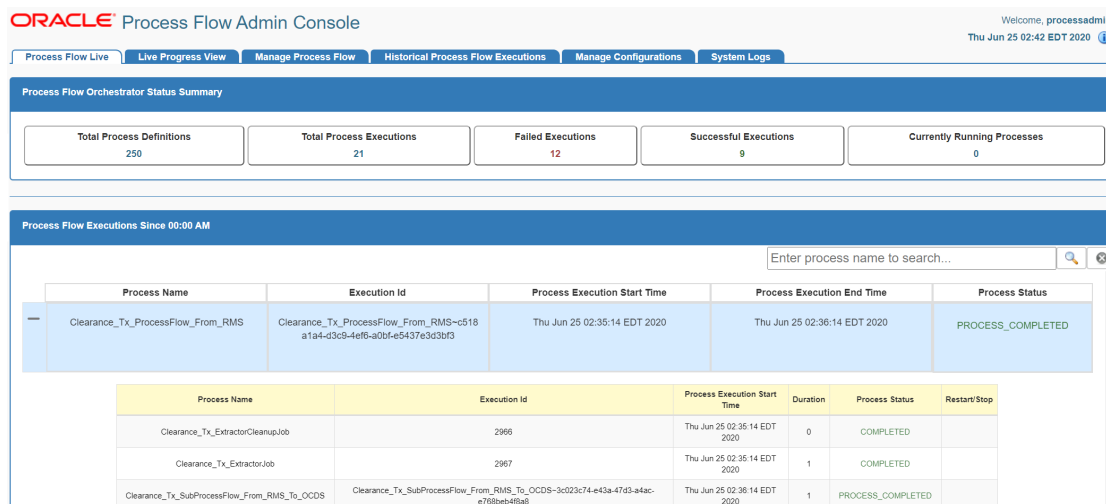 ORACLE Process Flow Admin Console
Welcome, processadmi
Thu Jun 25 02:42 EDT 2020
Process Flow Live
Live Progress View
Manage Process Flow
Historical Process Flow Executions
Manage Configurations
System Logs
Process Flow Orchestrator Status Summary
Total Process Definitions
250
Total Process Executions
21
Failed Executions
12
Successful Executions
9
Currently Running Processes
0
Process Flow Executions Since 00:00 AM
Enter process name to search...
Process Name
Execution Id
Process Execution Start Time
Process Execution End Time
Process Status
Clearance_Tx_ProcessFlow_From_RMS
Clearance_Tx_ProcessFlow_From_RMS~c518
a1a4-d3c9-4ef6-a0bf-e5437e3d3bf3
Thu Jun 25 02:35:14 EDT 2020
Thu Jun 25 02:36:14 EDT 2020
PROCESS_COMPLETED
Process Name
Execution Id
Process Execution Start
Time
Duration
Process Status
Restart/Stop
Clearance_Tx_ExtractorCleanupJob
2966
Thu Jun 25 02:35:14 EDT
2020
0
COMPLETED
Clearance_Tx_ExtractorJob
2967
Thu Jun 25 02:35:14 EDT
2020
1
COMPLETED
Clearance_Tx_SubProcessFlow_From_RMS_To_OCDS
Clearance_Tx_SubProcessFlow_From_RMS_To_OCDS~3c023c74-e43a-47d3-a4ac-
e768beb4f8a8
Thu Jun 25 02:36:14 EDT
2020
1
PROCESS_COMPLETED